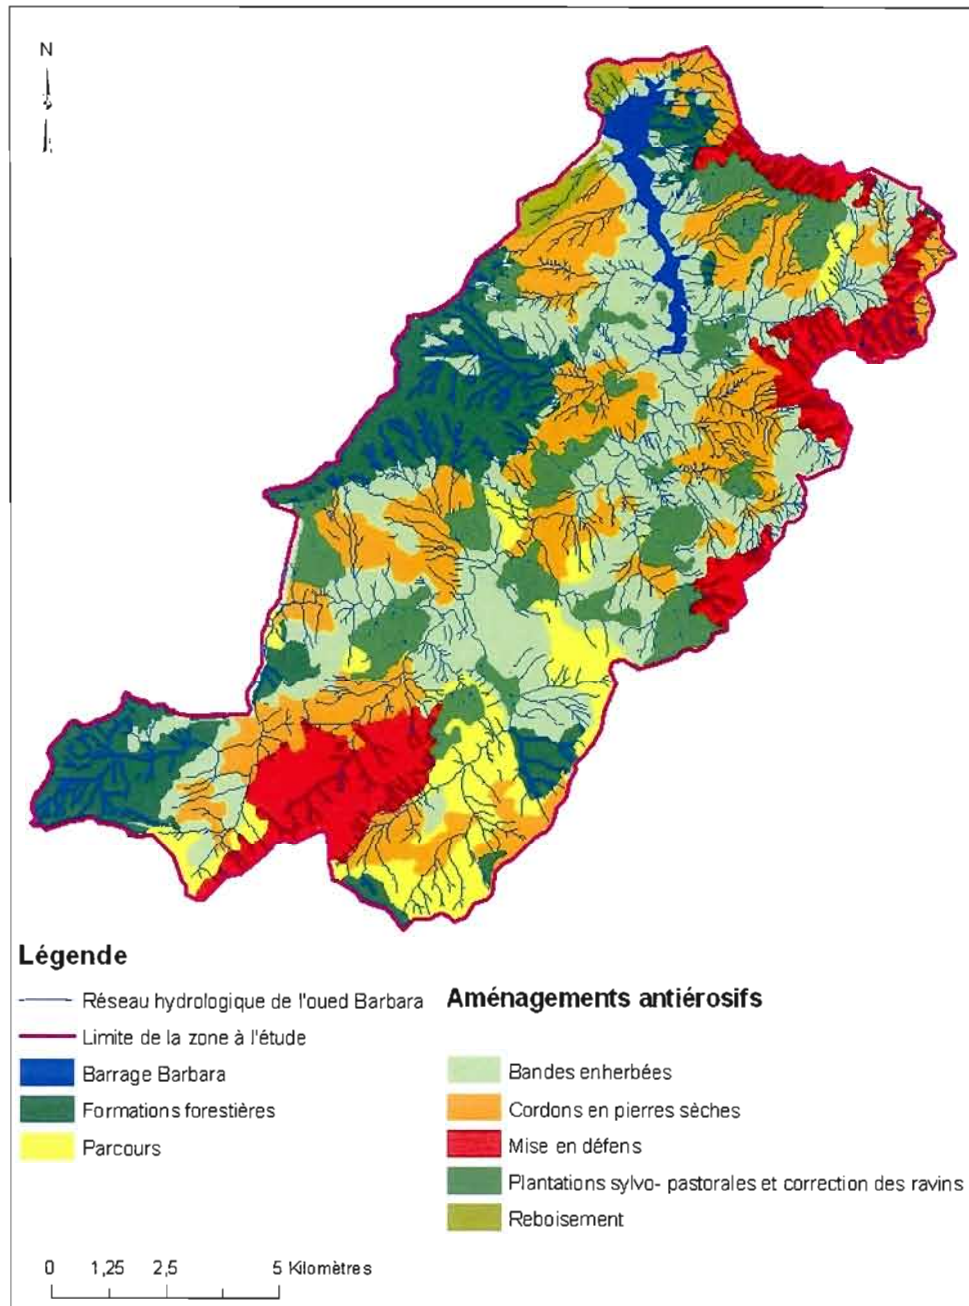 N
Légende
Réseau hydrologique de l'oued Barbara
Limite de la zone à l'étude
Barrage Barbara
Formations forestières
Parcours
Aménagements antiérosifs
Bandes enherbées
Cordons en pierres sèches
Mise en défens
Plantations sylvo- pastorales et correction des ravins
Reboisement
0 1,25 2,5 5 Kilomètres